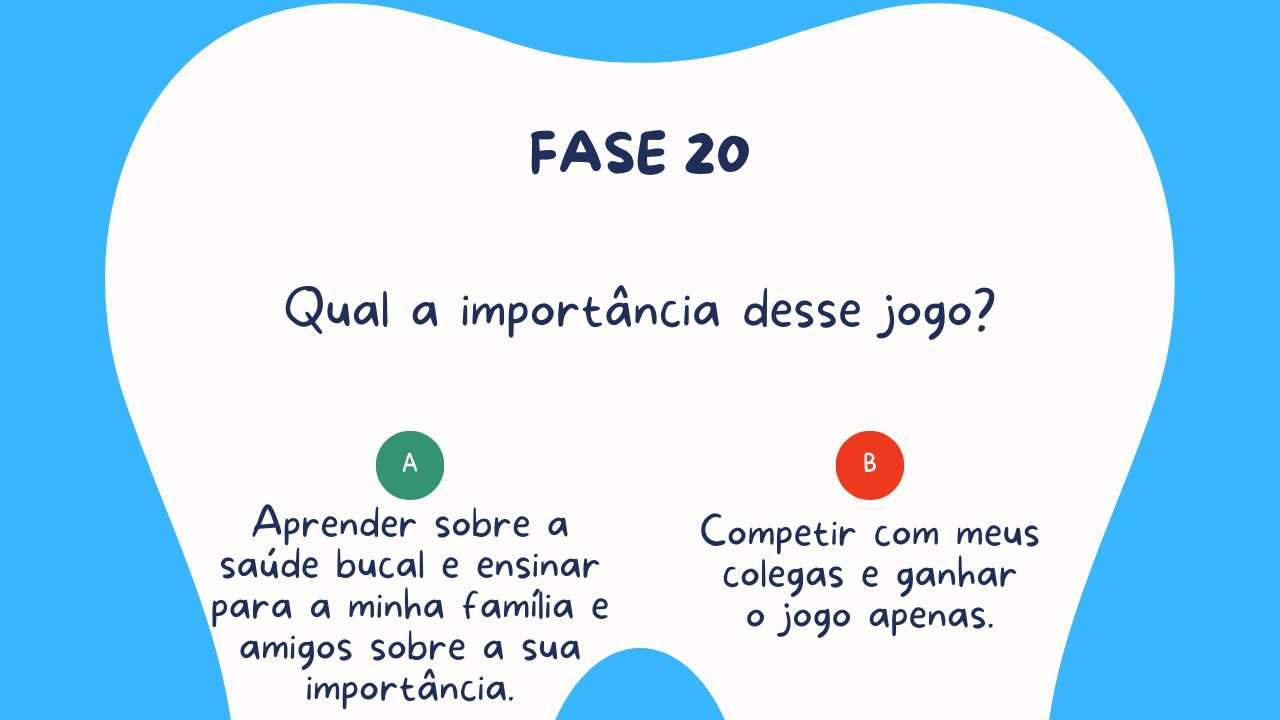 FASE 20
Qual a importância desse jogo?
A
Aprender sobre a
saúde bucal e ensinar
para a minha família e
amigos sobre a sua
importância.
B
Competir com meus
colegas e ganhar
o jogo apenas.